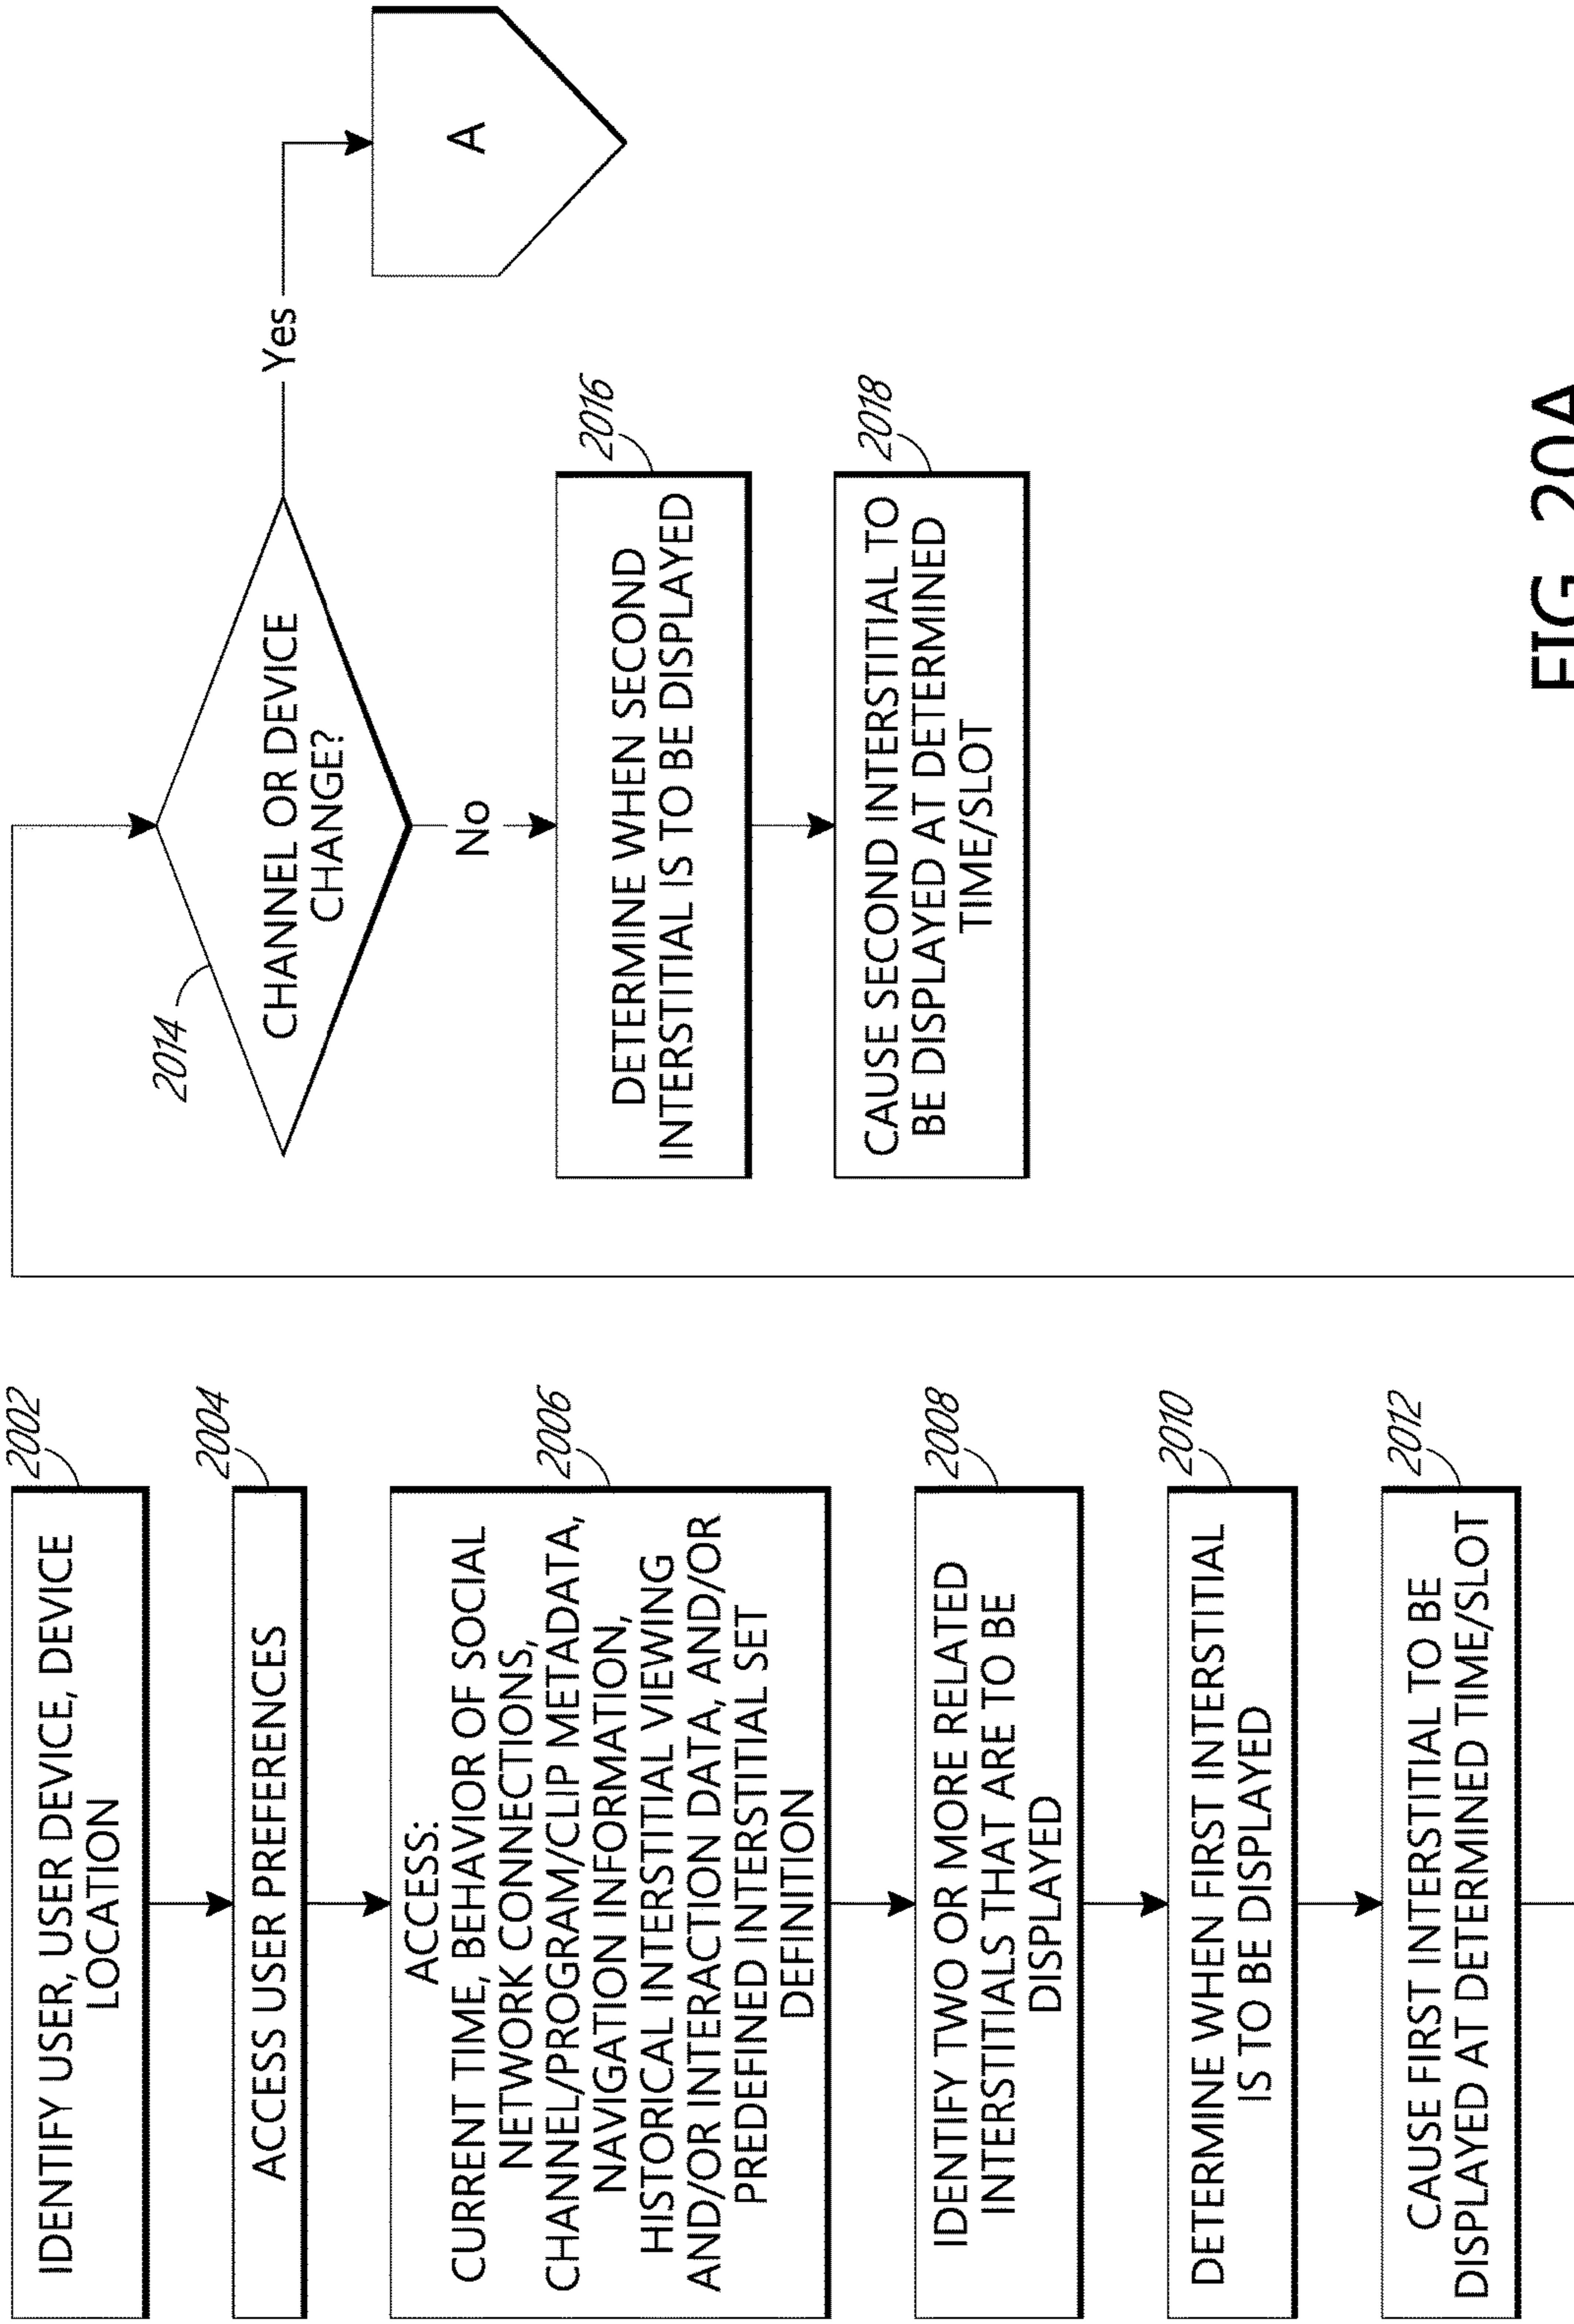 2002
IDENTIFY USER, USER DEVICE, DEVICE
LOCATION
2004
ACCESS USER PREFERENCES
2006
ACCESS:
CURRENT TIME, BEHAVIOR OF SOCIAL
NETWORK CONNECTIONS,
CHANNEL/PROGRAM/CLIP METADATA,
NAVIGATION INFORMATION,
HISTORICAL INTERSTITIAL VIEWING
AND/OR INTERACTION DATA, AND/OR
PREDEFINED INTERSTITIAL SET
DEFINITION
2008
IDENTIFY TWO OR MORE RELATED
INTERSTITIALS THAT ARE TO BE
DISPLAYED
2010
DETERMINE WHEN FIRST INTERSTITIAL
IS TO BE DISPLAYED
2012
CAUSE FIRST INTERSTITIAL TO BE
DISPLAYED AT DETERMINED TIME/SLOT
2014
CHANNEL OR DEVICE
CHANGE?
Yes
A
No
2016
DETERMINE WHEN SECOND
INTERSTITIAL IS TO BE DISPLAYED
2018
CAUSE SECOND INTERSTITIAL TO
BE DISPLAYED AT DETERMINED
TIME/SLOT
FIG. 20A